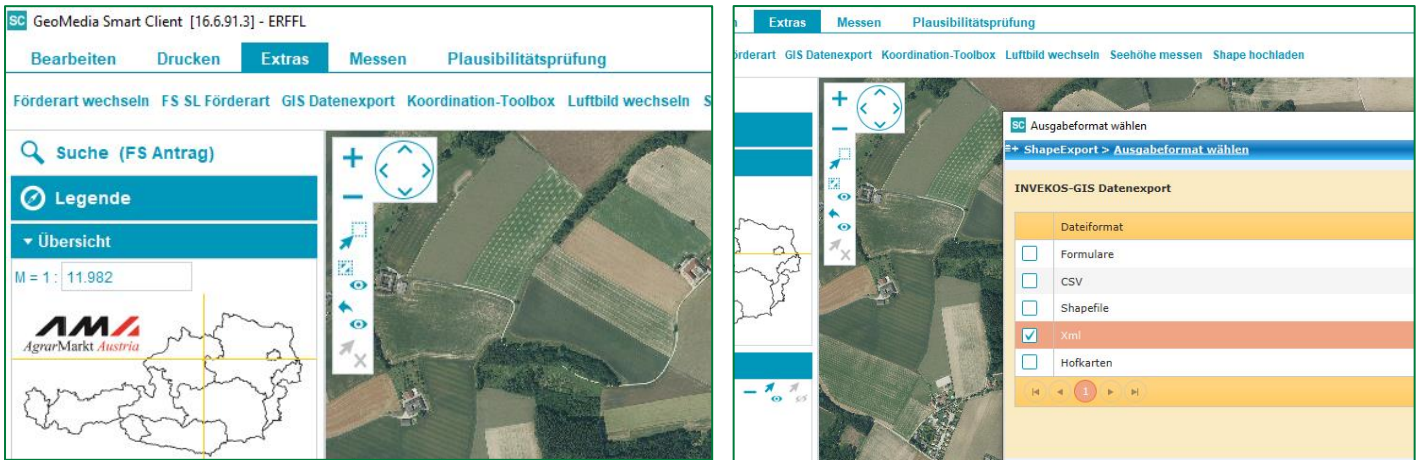 SC GeoMedia Smart Client [16.6.91.3] - ERFFL
Bearbeiten Drucken Extras Messen Plausibilitätsprüfung
Förderart wechseln FS SL Förderart GIS Datenexport Koordination-Toolbox Luftbild wechseln S
Suche (FS Antrag)
Legende
Übersicht
M = 1 : 11.982
AMA
AgrarMarkt Austria
Extras Messen Plausibilitätsprüfung
örderart GIS Datenexport Koordination-Toolbox Luftbild wechseln Seehöhe messen Shape hochladen
SC Ausgabeformat wählen
ShapeExport > Ausgabeformat wählen
INVEKOS-GIS Datenexport
Dateiformat
Formulare
CSV
Shapefile
Xml
Hofkarten
1